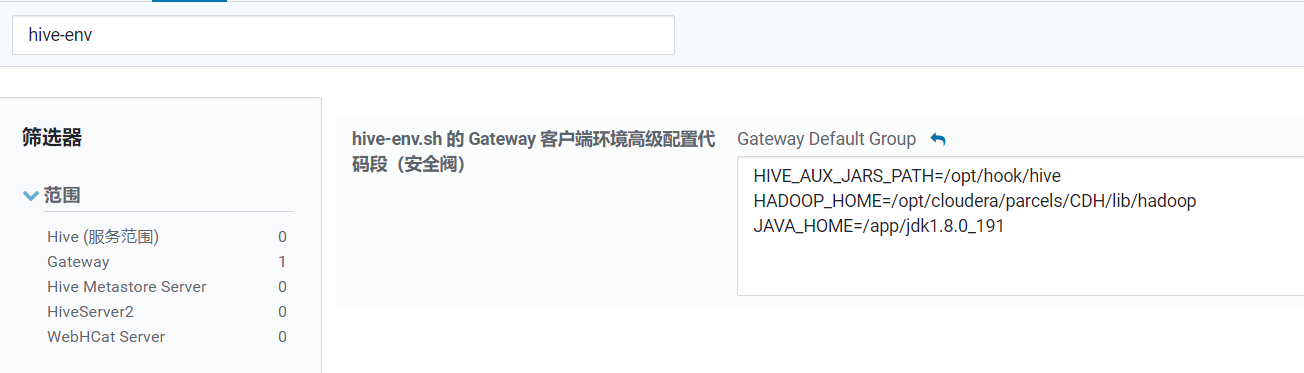 hive-env
筛选器
范围
Hive (服务范围) 0
Gateway 1
Hive Metastore Server 0
HiveServer2 0
WebHCat Server 0
hive-env.sh 的 Gateway 客户端环境高级配置代
码段（安全阀）
Gateway Default Group
HIVE_AUX_JARS_PATH=/opt/hook/hive
HADOOP_HOME=/opt/cloudera/parcels/CDH/lib/hadoop
JAVA_HOME=/app/jdk1.8.0_191